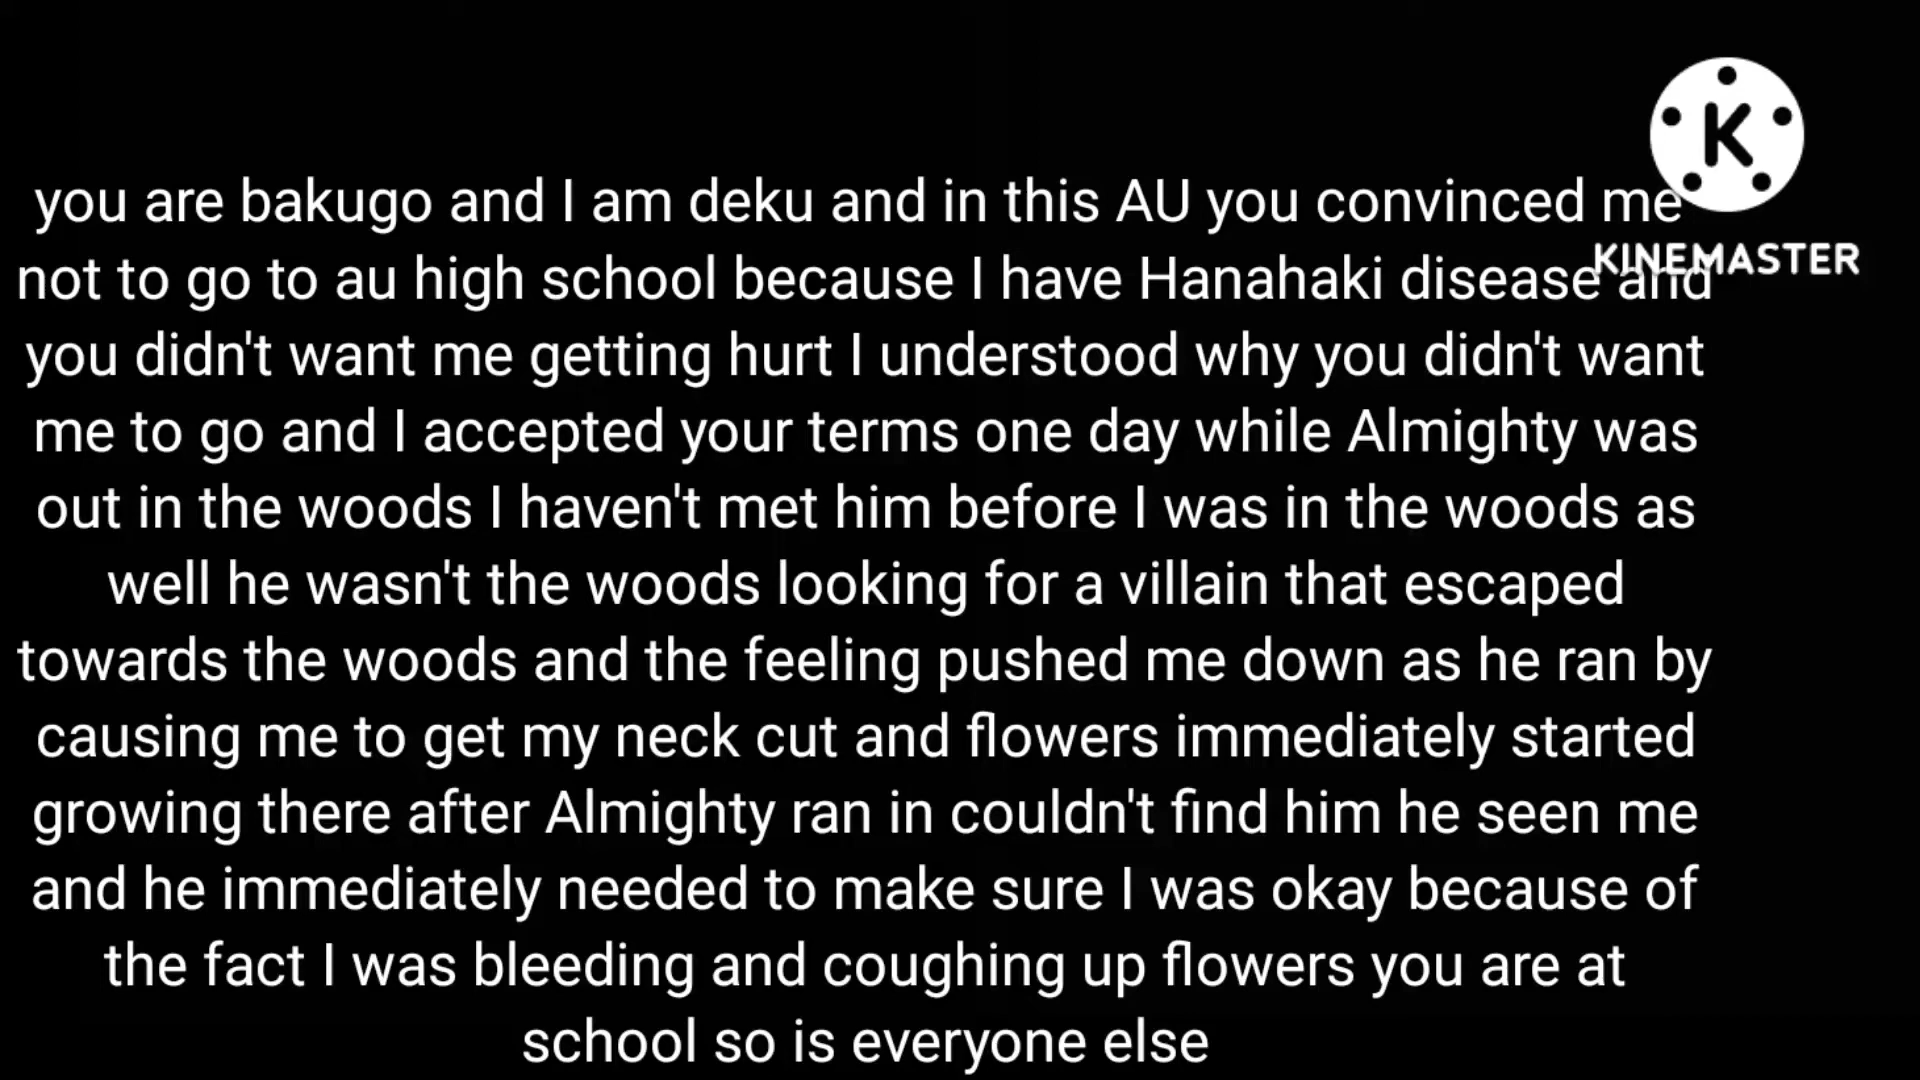 you are bakugo and I am deku and in this AU you convinced me
not to go to au high school because I have Hanahaki disease and
you didn't want me getting hurt I understood why you didn't want
me to go and I accepted your terms one day while Almighty was
out in the woods I haven't met him before I was in the woods as
well he wasn't the woods looking for a villain that escaped
towards the woods and the feeling pushed me down as he ran by
causing me to get my neck cut and flowers immediately started
growing there after Almighty ran in couldn't find him he seen me
and he immediately needed to make sure I was okay because of
the fact I was bleeding and coughing up flowers you are at
school so is everyone else
K
KINEMASTER